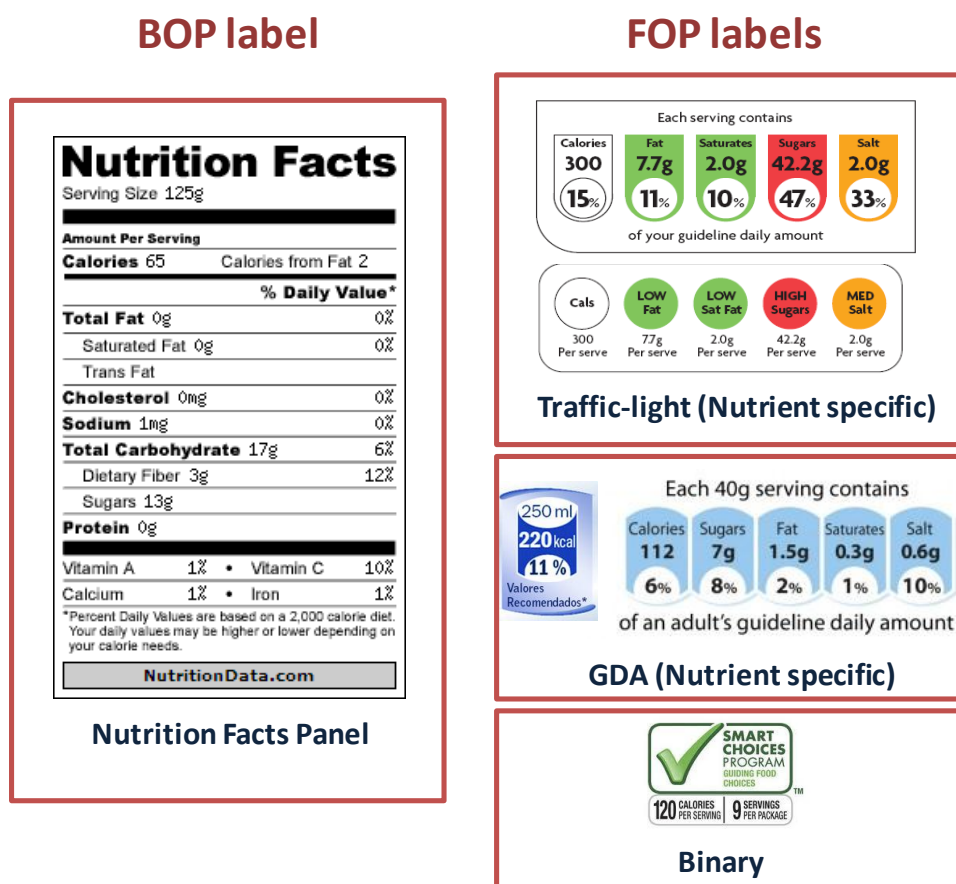 BOP label
Nutrition Facts
Serving Size 125g
Amount Per Serving
Calories 65 Calories from Fat 2
% Daily Value*
Total Fat 0g 0%
Saturated Fat 0g 0%
Trans Fat
Cholesterol 0mg 0%
Sodium 1mg 0%
Total Carbohydrate 17g 6%
Dietary Fiber 3g 12%
Sugars 13g
Protein 0g
Vitamin A 1% • Vitamin C 10%
Calcium 1% • Iron 1%
*Percent Daily Values are based on a 2,000 calorie diet.
Your daily values may be higher or lower depending on
your calorie needs.
NutritionData.com
Nutrition Facts Panel
FOP labels
Each serving contains
Calories Fat Saturates Sugars Salt
300 7.7g 2.0g 42.2g 2.0g
15% 11% 10% 47% 33%
of your guideline daily amount
Cals LOW Fat LOW Sat Fat HIGH Sugars MED Salt
300 7.7g 2.0g 42.2g 2.0g
Per serve Per serve Per serve Per serve Per serve
Traffic-light (Nutrient specific)
250 ml
220 kcal
11 %
Valores
Recomendados*
Each 40g serving contains
Calories Sugars Fat Saturates Salt
112 7g 1.5g 0.3g 0.6g
6% 8% 2% 1% 10%
of an adult's guideline daily amount
GDA (Nutrient specific)
SMART
CHOICES
PROGRAM
GUIDING FOOD
CHOICES
TM
120 CALORIES PER SERVING 9 SERVINGS PER PACKAGE
Binary